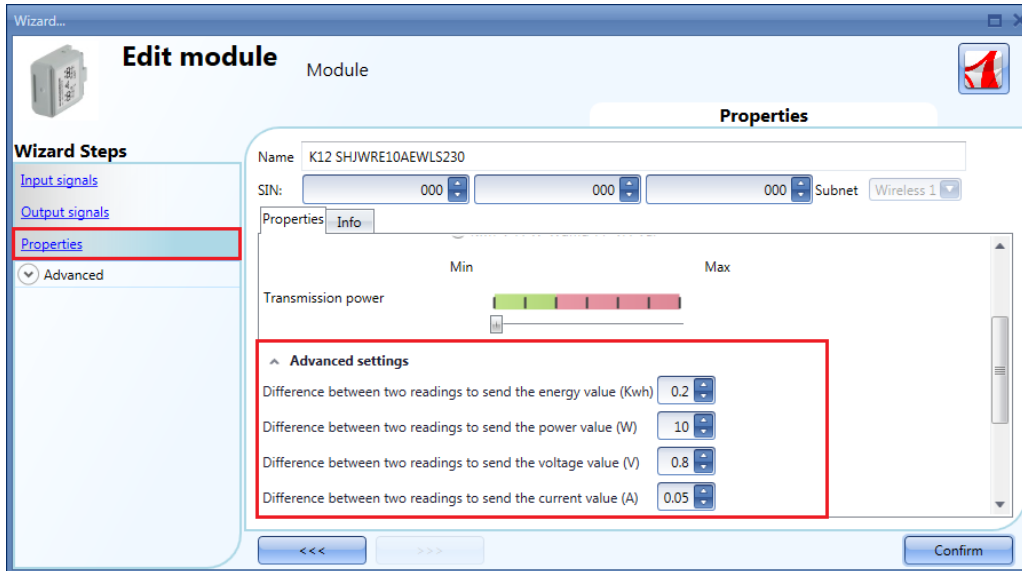 Wizard...
Edit module
Module
Properties
Wizard Steps
Input signals
Output signals
Properties
Advanced
Name K12 SHJWRE10AEWLS230
SIN: 000 000 000 Subnet Wireless 1
Properties Info
Min Max
Transmission power
Advanced settings
Difference between two readings to send the energy value (Kwh) 0.2
Difference between two readings to send the power value (W) 10
Difference between two readings to send the voltage value (V) 0.8
Difference between two readings to send the current value (A) 0.05
<<< >>> Confirm